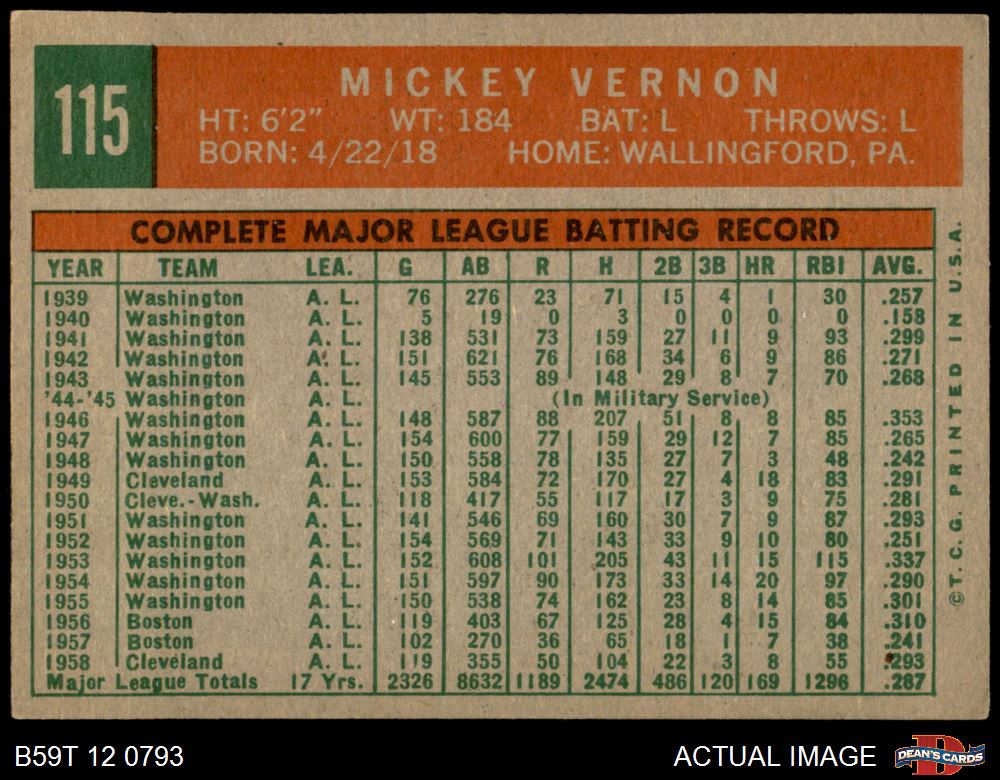 115
MICKEY VERNON
HT: 6'2" WT: 184 BAT: L THROWS: L
BORN: 4/22/18 HOME: WALLINGFORD, PA.
COMPLETE MAJOR LEAGUE BATTING RECORD
YEAR TEAM LEA. G AB R H 2B 3B HR RBI AVG.
1939 Washington A. L. 76 276 23 71 15 4 1 30 .257
1940 Washington A. L. 5 19 0 3 0 0 0 0 .158
1941 Washington A. L. 138 531 73 159 27 11 9 93 .299
1942 Washington A. L. 151 621 76 168 34 6 9 86 .271
1943 Washington A. L. 145 553 89 148 29 8 7 70 .268
'44-'45 Washington (In Military Service)
1946 Washington A. L. 148 587 88 207 51 8 8 85 .353
1947 Washington A. L. 154 600 77 159 29 12 7 85 .265
1948 Washington A. L. 150 558 78 135 27 7 3 48 .242
1949 Cleveland A. L. 153 584 72 170 27 4 18 83 .291
1950 Cleve.-Wash. A. L. 118 417 55 117 17 3 9 75 .281
1951 Washington A. L. 141 546 69 160 30 7 9 87 .293
1952 Washington A. L. 154 569 71 143 33 9 10 80 .251
1953 Washington A. L. 152 608 101 205 43 11 15 115 .337
1954 Washington A. L. 151 597 90 173 33 14 20 97 .290
1955 Washington A. L. 150 538 74 162 23 8 14 85 .301
1956 Boston A. L. 119 403 67 125 28 4 15 84 .310
1957 Boston A. L. 102 270 36 65 18 1 7 38 .241
1958 Cleveland A. L. 119 355 50 104 22 3 8 55 .293
Major League Totals 17 Yrs. 2326 8632 1189 2474 486 120 169 1296 .287
©T.C.G. PRINTED IN U.S.A.
B59T 12 0793
ACTUAL IMAGE
DEAN'S CARDS